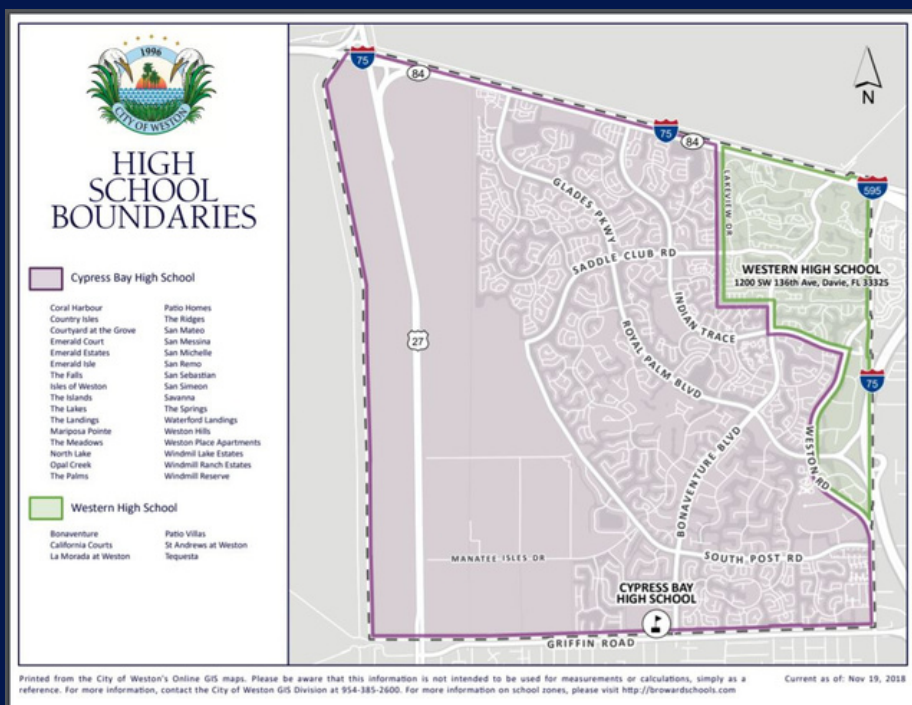 1996
CITY OF WESTON
HIGH
SCHOOL
BOUNDARIES
Cypress Bay High School
Coral Harbour
Country Isles
Courtyard at the Grove
Emerald Court
Emerald Estates
Emerald Isle
The Falls
Isles of Weston
The Islands
The Lakes
The Landings
Mariposa Pointe
The Meadows
North Lake
Opal Creek
The Palms
Patio Homes
The Ridges
San Mateo
San Messina
San Michelle
San Remo
San Sebastian
San Simeon
Savanna
The Springs
Waterford Landings
Weston Hills
Weston Place Apartments
Windmil Lake Estates
Windmill Ranch Estates
Windmill Reserve
Western High School
Bonaventure
California Courts
La Morada at Weston
Patio Villas
St Andrews at Weston
Tequesta
75
84
N
75
84
595
LAKEVIEW DR
GLADES PKWY
SADDLE CLUB RD
WESTERN HIGH SCHOOL
1200 SW 136th Ave, Davie, FL 33325
INDIAN TRACE
27
ROYAL PALM BLVD
75
BONAVENTURE BLVD
WESTON RD
MANATEE ISLES DR
SOUTH POST RD
CYPRESS BAY
HIGH SCHOOL
GRIFFIN ROAD
Printed from the City of Weston's Online GIS maps. Please be aware that this information is not intended to be used for measurements or calculations, simply as a
reference. For more information, contact the City of Weston GIS Division at 954-385-2600. For more information on school zones, please visit http://browardschools.com
Current as of: Nov 19, 2018